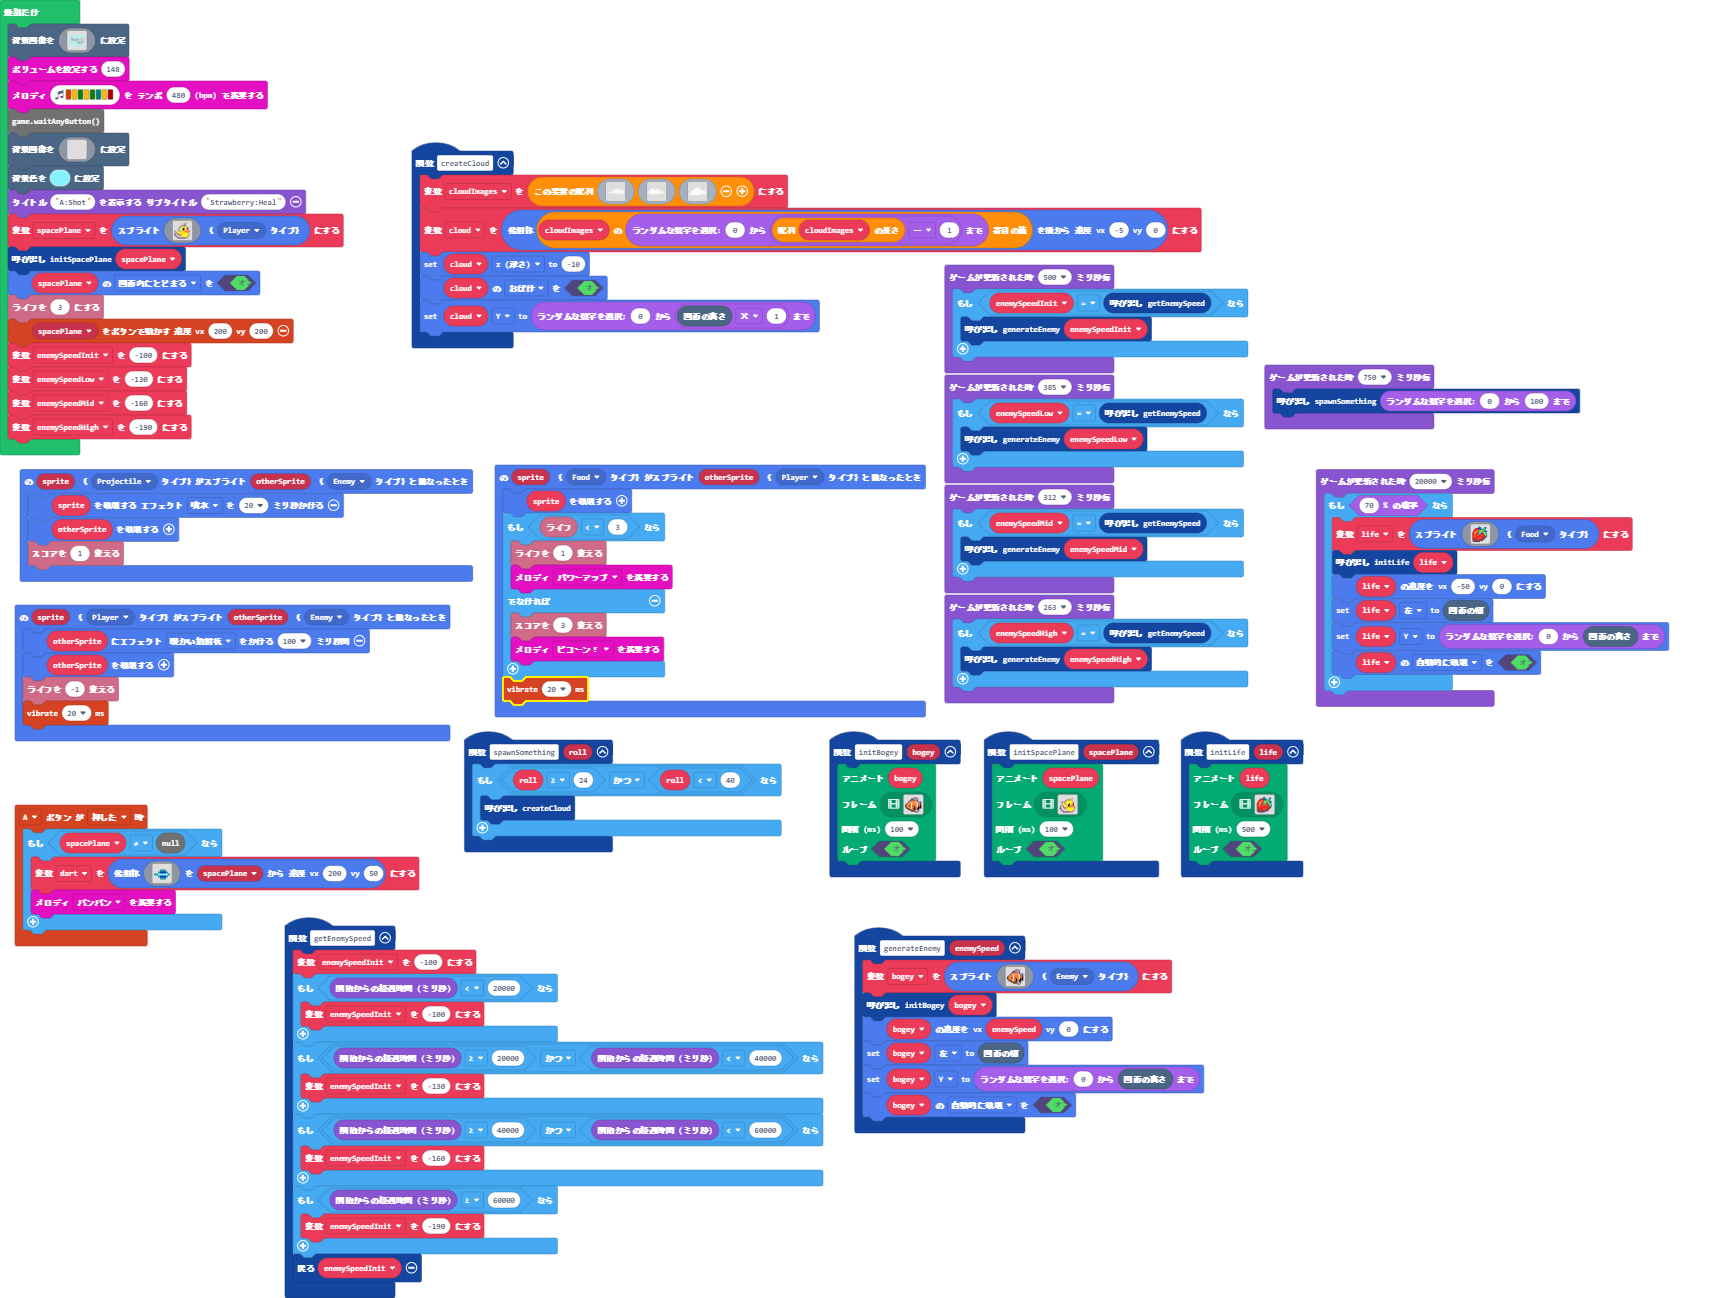 最初だけ
背景画像を に設定
ボリュームを設定する 148
メロディ を テンポ 480 (bpm) で演奏する
game.waitAnyButton()
背景画像を に設定
背景色を に設定
タイトル "A:Shot" を表示する サブタイトル "Strawberry:Heal"
変数 spacePlane を スプライト ( Player タイプ) にする
呼び出し initSpacePlane spacePlane
spacePlane の 画面内にとどまる を オ
ライフを 3 にする
spacePlane をボタンで動かす 速度 vx 200 vy 200
変数 enemySpeedInit を -100 にする
変数 enemySpeedLow を -130 にする
変数 enemySpeedMid を -160 にする
変数 enemySpeedHigh を -190 にする
関数 createCloud
変数 cloudImages を この要素の配列 にする
変数 cloud を 発射体 cloudImages の ランダムな数字を選択: 0 から 配列 cloudImages の長さ - 1 まで 番目の値 を横から 速度 vx -5 vy 0 にする
set cloud z (深さ) to -10
cloud の おばけ を オ
set cloud Y to ランダムな数字を選択: 0 から 画面の高さ × 1 まで
ゲームが更新された時 500 ミリ秒毎
もし enemySpeedInit = 呼び出し getEnemySpeed なら
呼び出し generateEnemy enemySpeedInit
ゲームが更新された時 385 ミリ秒毎
もし enemySpeedLow = 呼び出し getEnemySpeed なら
呼び出し generateEnemy enemySpeedLow
ゲームが更新された時 312 ミリ秒毎
もし enemySpeedMid = 呼び出し getEnemySpeed なら
呼び出し generateEnemy enemySpeedMid
ゲームが更新された時 263 ミリ秒毎
もし enemySpeedHigh = 呼び出し getEnemySpeed なら
呼び出し generateEnemy enemySpeedHigh
ゲームが更新された時 750 ミリ秒毎
呼び出し spawnSomething ランダムな数字を選択: 0 から 100 まで
ゲームが更新された時 20000 ミリ秒毎
もし 70 % の確率 なら
変数 life を スプライト ( Food タイプ) にする
呼び出し initLife life
life の速度を vx -50 vy 0 にする
set life 左 to 画面の幅
set life Y to ランダムな数字を選択: 0 から 画面の高さ まで
life の 自動的に破壊 を オ
の sprite ( Projectile タイプ) がスプライト otherSprite ( Enemy タイプ) と重なったとき
sprite を破壊する エフェクト 噴水 を 20 ミリ秒かける
otherSprite を破壊する
スコアを 1 変える
の sprite ( Player タイプ) がスプライト otherSprite ( Enemy タイプ) と重なったとき
otherSprite にエフェクト 暖かい放射状 をかける 100 ミリ秒間
otherSprite を破壊する
ライフを -1 変える
vibrate 20 ms
の sprite ( Food タイプ) がスプライト otherSprite ( Player タイプ) と重なったとき
sprite を破壊する
もし ライフ < 3 なら
ライフを 1 変える
メロディ パワーアップ を演奏する
でなければ
スコアを 3 変える
メロディ ピコーン! を演奏する
vibrate 20 ms
関数 spawnSomething roll
もし roll ≥ 24 かつ roll < 40 なら
呼び出し createCloud
関数 initBogey bogey
アニメート bogey
フレーム
間隔 (ms) 100
ループ オ
関数 initSpacePlane spacePlane
アニメート spacePlane
フレーム
間隔 (ms) 100
ループ オ
関数 initLife life
アニメート life
フレーム
間隔 (ms) 500
ループ オ
A ボタン が 押した 時
もし spacePlane ≠ null なら
変数 dart を 発射体 を spacePlane から 速度 vx 200 vy 50 にする
メロディ バンバン を演奏する
関数 getEnemySpeed
変数 enemySpeedInit を -100 にする
もし 開始からの経過時間 (ミリ秒) < 20000 なら
変数 enemySpeedInit を -100 にする
もし 開始からの経過時間 (ミリ秒) ≥ 20000 かつ 開始からの経過時間 (ミリ秒) < 40000 なら
変数 enemySpeedInit を -130 にする
もし 開始からの経過時間 (ミリ秒) ≥ 40000 かつ 開始からの経過時間 (ミリ秒) < 60000 なら
変数 enemySpeedInit を -160 にする
もし 開始からの経過時間 (ミリ秒) ≥ 60000 なら
変数 enemySpeedInit を -190 にする
戻る enemySpeedInit
関数 generateEnemy enemySpeed
変数 bogey を スプライト ( Enemy タイプ) にする
呼び出し initBogey bogey
bogey の速度を vx enemySpeed vy 0 にする
set bogey 左 to 画面の幅
set bogey Y to ランダムな数字を選択: 0 から 画面の高さ まで
bogey の 自動的に破壊 を オ